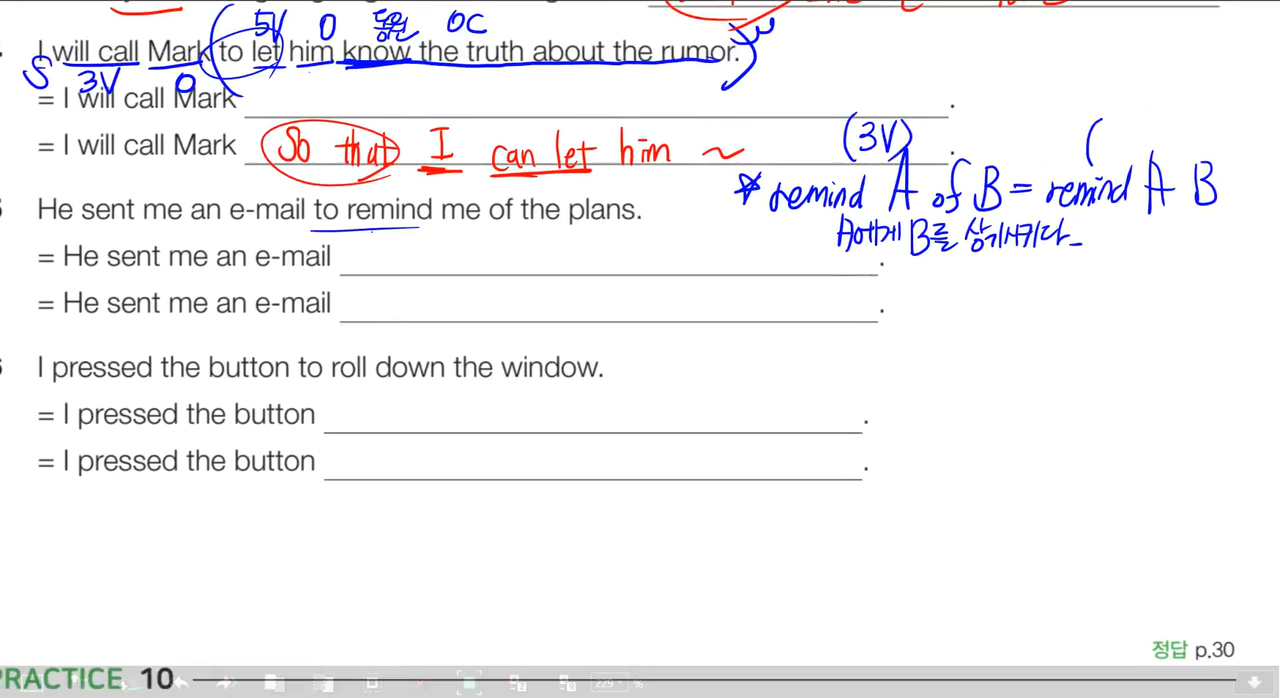 5V O 동원 OC
I will call Mark to let him know the truth about the rumor.
S 3V O
= I will call Mark .
= I will call Mark So that I can let him ~ .
(3V) (
* remind A of B = remind A B
A에게 B를 상기시키다
He sent me an e-mail to remind me of the plans.
= He sent me an e-mail .
= He sent me an e-mail .
I pressed the button to roll down the window.
= I pressed the button .
= I pressed the button .
정답 p.30
PRACTICE 10
229 %